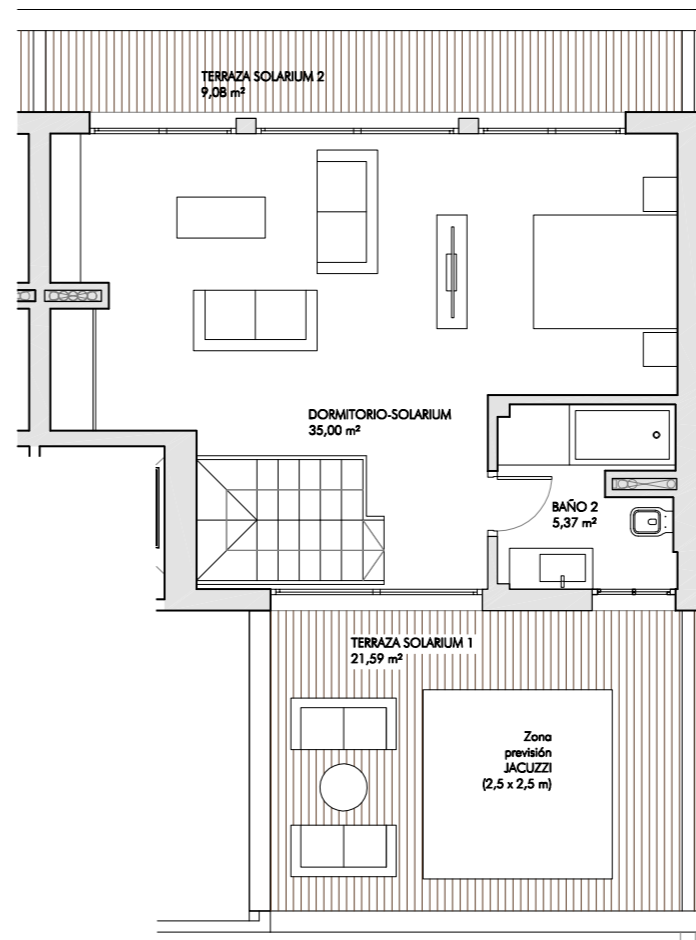 TERRAZA SOLARIUM 2
9,08 m²
DORMITORIO-SOLARIUM
35,00 m²
BAÑO 2
5,37 m²
TERRAZA SOLARIUM 1
21,59 m²
Zona
previsión
JACUZZI
(2,5 x 2,5 m)